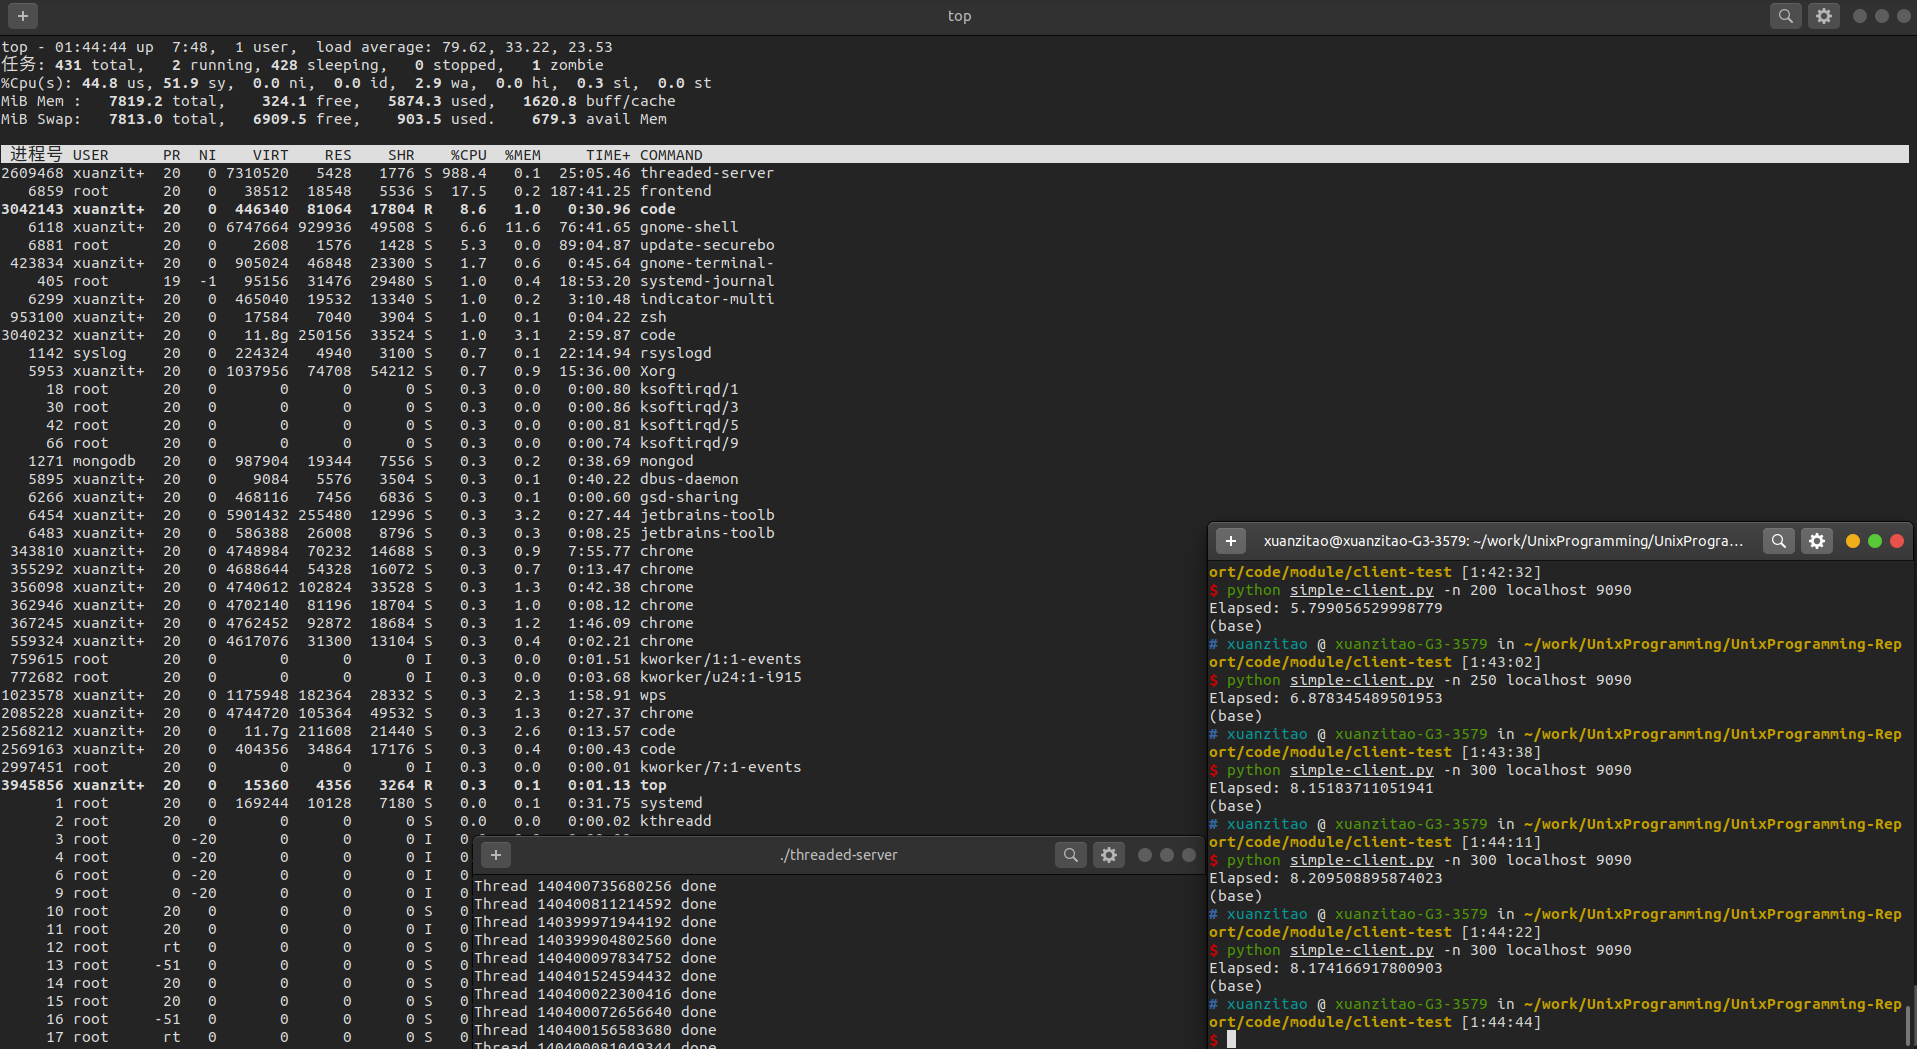 top
top - 01:44:44 up  7:48,  1 user,  load average: 79.62, 33.22, 23.53
任务: 431 total,   2 running, 428 sleeping,   0 stopped,   1 zombie
%Cpu(s): 44.8 us, 51.9 sy,  0.0 ni,  0.0 id,  2.9 wa,  0.0 hi,  0.3 si,  0.0 st
MiB Mem :   7819.2 total,    324.1 free,   5874.3 used,   1620.8 buff/cache
MiB Swap:   7813.0 total,   6909.5 free,    903.5 used.    679.3 avail Mem
进程号 USER      PR  NI    VIRT    RES    SHR    %CPU  %MEM     TIME+ COMMAND
2609468 xuanzit+  20   0 7310520   5428   1776 S 988.4   0.1  25:05.46 threaded-server
6859 root      20   0   38512  18548   5536 S  17.5   0.2 187:41.25 frontend
3042143 xuanzit+  20   0  446340  81064  17804 R   8.6   1.0   0:30.96 code
6118 xuanzit+  20   0 6747664 929936  49508 S   6.6  11.6  76:41.65 gnome-shell
6881 root      20   0    2608   1576   1428 S   5.3   0.0  89:04.87 update-securebo
423834 xuanzit+  20   0  905024  46848  23300 S   1.7   0.6   0:45.64 gnome-terminal-
405 root      19  -1   95156  31476  29480 S   1.0   0.4  18:53.20 systemd-journal
6299 xuanzit+  20   0  465040  19532  13340 S   1.0   0.2   3:10.48 indicator-multi
953100 xuanzit+  20   0   17584   7040   3904 S   1.0   0.1   0:04.22 zsh
3040232 xuanzit+  20   0   11.8g 250156  33524 S   1.0   3.1   2:59.87 code
1142 syslog    20   0  224324   4940   3100 S   0.7   0.1  22:14.94 rsyslogd
5953 xuanzit+  20   0 1037956  74708  54212 S   0.7   0.9  15:36.00 Xorg
18 root      20   0       0      0      0 S   0.3   0.0   0:00.80 ksoftirqd/1
30 root      20   0       0      0      0 S   0.3   0.0   0:00.86 ksoftirqd/3
42 root      20   0       0      0      0 S   0.3   0.0   0:00.81 ksoftirqd/5
66 root      20   0       0      0      0 S   0.3   0.0   0:00.74 ksoftirqd/9
1271 mongodb   20   0  987904  19344   7556 S   0.3   0.2   0:38.69 mongod
5895 xuanzit+  20   0    9084   5576   3504 S   0.3   0.1   0:40.22 dbus-daemon
6266 xuanzit+  20   0  468116   7456   6836 S   0.3   0.1   0:00.60 gsd-sharing
6454 xuanzit+  20   0 5901432 255480  12996 S   0.3   3.2   0:27.44 jetbrains-toolb
6483 xuanzit+  20   0  586388  26008   8796 S   0.3   0.3   0:08.25 jetbrains-toolb
343810 xuanzit+  20   0 4748984  70232  14688 S   0.3   0.9   7:55.77 chrome
355292 xuanzit+  20   0 4688644  54328  16072 S   0.3   0.7   0:13.47 chrome
356098 xuanzit+  20   0 4740612 102824  33528 S   0.3   1.3   0:42.38 chrome
362946 xuanzit+  20   0 4702140  81196  18704 S   0.3   1.0   0:08.12 chrome
367245 xuanzit+  20   0 4762452  92872  18684 S   0.3   1.2   1:46.09 chrome
559324 xuanzit+  20   0 4617076  31300  13104 S   0.3   0.4   0:02.21 chrome
759615 root      20   0       0      0      0 I   0.3   0.0   0:01.51 kworker/1:1-events
772682 root      20   0       0      0      0 I   0.3   0.0   0:03.68 kworker/u24:1-i915
1023578 xuanzit+  20   0 1175948 182364  28332 S   0.3   2.3   1:58.91 wps
2085228 xuanzit+  20   0 4744720 105364  49532 S   0.3   1.3   0:27.37 chrome
2568212 xuanzit+  20   0   11.7g 211608  21440 S   0.3   2.6   0:13.57 code
2569163 xuanzit+  20   0  404356  34864  17176 S   0.3   0.4   0:00.43 code
2997451 root      20   0       0      0      0 I   0.3   0.0   0:00.01 kworker/7:1-events
3945856 xuanzit+  20   0   15360   4356   3264 R   0.3   0.1   0:01.13 top
1 root      20   0  169244  10128   7180 S   0.0   0.1   0:31.75 systemd
2 root      20   0       0      0      0 S   0.0   0.0   0:00.02 kthreadd
3 root       0 -20       0      0      0 I   0
4 root       0 -20       0      0      0 I   0
6 root       0 -20       0      0      0 I   0
9 root       0 -20       0      0      0 I   0
10 root      20   0       0      0      0 S   0
11 root      20   0       0      0      0 I   0
12 root      rt   0       0      0      0 S   0
13 root     -51   0       0      0      0 S   0
14 root      20   0       0      0      0 S   0
15 root      20   0       0      0      0 S   0
16 root     -51   0       0      0      0 S   0
17 root      rt   0       0      0      0 S   0
./threaded-server
Thread 140400735680256 done
Thread 140400811214592 done
Thread 140399971944192 done
Thread 140399904802560 done
Thread 140400097834752 done
Thread 140401524594432 done
Thread 140400022300416 done
Thread 140400072656640 done
Thread 140400156583680 done
Thread 140400081049344 done
xuanzitao@xuanzitao-G3-3579: ~/work/UnixProgramming/UnixProgra...
ort/code/module/client-test [1:42:32]
$ python simple-client.py -n 200 localhost 9090
Elapsed: 5.799056529998779
(base)
# xuanzitao @ xuanzitao-G3-3579 in ~/work/UnixProgramming/UnixProgramming-Rep
ort/code/module/client-test [1:43:02]
$ python simple-client.py -n 250 localhost 9090
Elapsed: 6.878345489501953
(base)
# xuanzitao @ xuanzitao-G3-3579 in ~/work/UnixProgramming/UnixProgramming-Rep
ort/code/module/client-test [1:43:38]
$ python simple-client.py -n 300 localhost 9090
Elapsed: 8.15183711051941
(base)
# xuanzitao @ xuanzitao-G3-3579 in ~/work/UnixProgramming/UnixProgramming-Rep
ort/code/module/client-test [1:44:11]
$ python simple-client.py -n 300 localhost 9090
Elapsed: 8.209508895874023
(base)
# xuanzitao @ xuanzitao-G3-3579 in ~/work/UnixProgramming/UnixProgramming-Rep
ort/code/module/client-test [1:44:22]
$ python simple-client.py -n 300 localhost 9090
Elapsed: 8.174166917800903
(base)
# xuanzitao @ xuanzitao-G3-3579 in ~/work/UnixProgramming/UnixProgramming-Rep
ort/code/module/client-test [1:44:44]
$